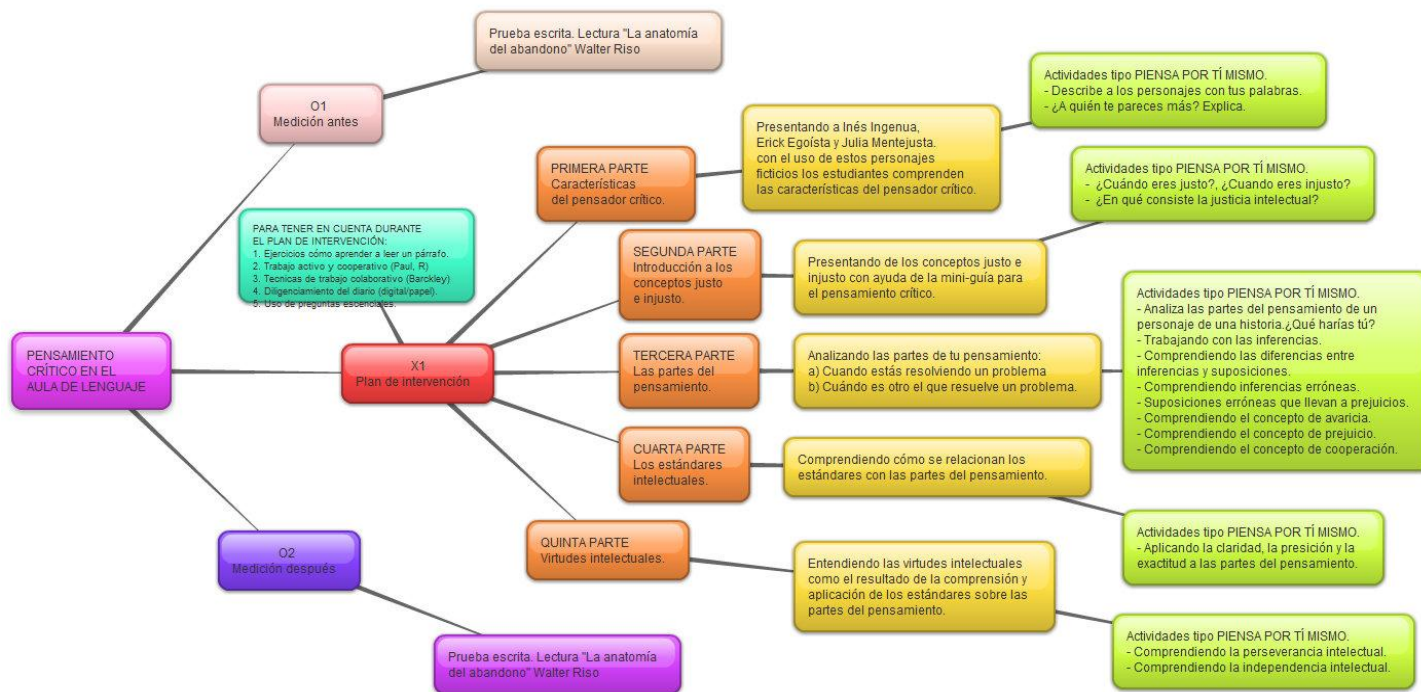 Prueba escrita. Lectura "La anatomía
del abandono" Walter Riso
O1
Medición antes
PARA TENER EN CUENTA DURANTE
EL PLAN DE INTERVENCIÓN:
1. Ejercicios cómo aprender a leer un párrafo.
2. Trabajo activo y cooperativo (Paul, R)
3. Tecnicas de trabajo colaborativo (Barckley)
4. Diligenciamiento del diario (digital/papel).
5. Uso de preguntas escenciales.
PENSAMIENTO
CRÍTICO EN EL
AULA DE LENGUAJE
X1
Plan de intervención
PRIMERA PARTE
Características
del pensador crítico.
Presentando a Inés Ingenua,
Erick Egoísta y Julia Mentejusta.
con el uso de estos personajes
ficticios los estudiantes comprenden
las características del pensador crítico.
Actividades tipo PIENSA POR TÍ MISMO.
- Describe a los personajes con tus palabras.
- ¿A quién te pareces más? Explica.
SEGUNDA PARTE
Introducción a los
conceptos justo
e injusto.
Presentando de los conceptos justo e
injusto con ayuda de la mini-guía para
el pensamiento crítico.
Actividades tipo PIENSA POR TÍ MISMO.
- ¿Cuándo eres justo?, ¿Cuando eres injusto?
- ¿En qué consiste la justicia intelectual?
TERCERA PARTE
Las partes del
pensamiento.
Analizando las partes de tu pensamiento:
a) Cuando estás resolviendo un problema
b) Cuándo es otro el que resuelve un problema.
Actividades tipo PIENSA POR TÍ MISMO.
- Analiza las partes del pensamiento de un
personaje de una historia.¿Qué harías tú?
- Trabajando con las inferencias.
- Comprendiendo las diferencias entre
inferencias y suposiciones.
- Comprendiendo inferencias erróneas.
- Suposiciones erróneas que llevan a prejuicios.
- Comprendiendo el concepto de avaricia.
- Comprendiendo el concepto de prejuicio.
- Comprendiendo el concepto de cooperación.
CUARTA PARTE
Los estándares
intelectuales.
Comprendiendo cómo se relacionan los
estándares con las partes del pensamiento.
Actividades tipo PIENSA POR TÍ MISMO.
- Aplicando la claridad, la presición y la
exactitud a las partes del pensamiento.
QUINTA PARTE
Virtudes intelectuales.
Entendiendo las virtudes intelectuales
como el resultado de la comprensión y
aplicación de los estándares sobre las
partes del pensamiento.
Actividades tipo PIENSA POR TÍ MISMO.
- Comprendiendo la perseverancia intelectual.
- Comprendiendo la independencia intelectual.
O2
Medición después
Prueba escrita. Lectura "La anatomía
del abandono" Walter Riso